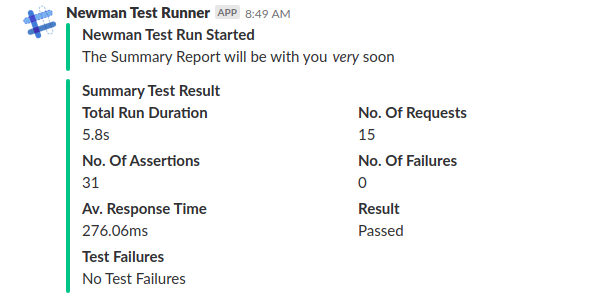 Newman Test Runner APP 8:49 AM
Newman Test Run Started
The Summary Report will be with you very soon
Summary Test Result
Total Run Duration No. Of Requests
5.8s 15
No. Of Assertions No. Of Failures
31 0
Av. Response Time Result
276.06ms Passed
Test Failures
No Test Failures